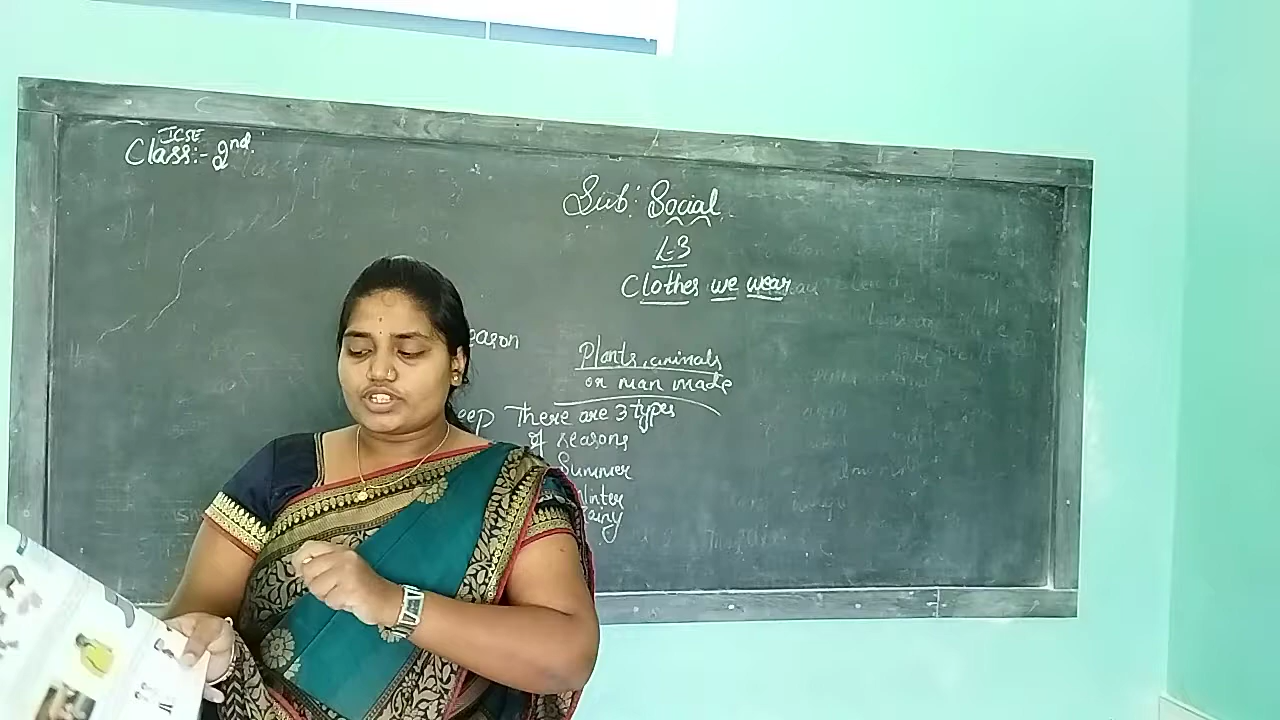 ICSE
Class:- 2nd.
Sub: Social
L-3
Clothes we wear
eason
Plants, animals
or man made
eep There are 3 types
of seasons
Summer
inter
ainy